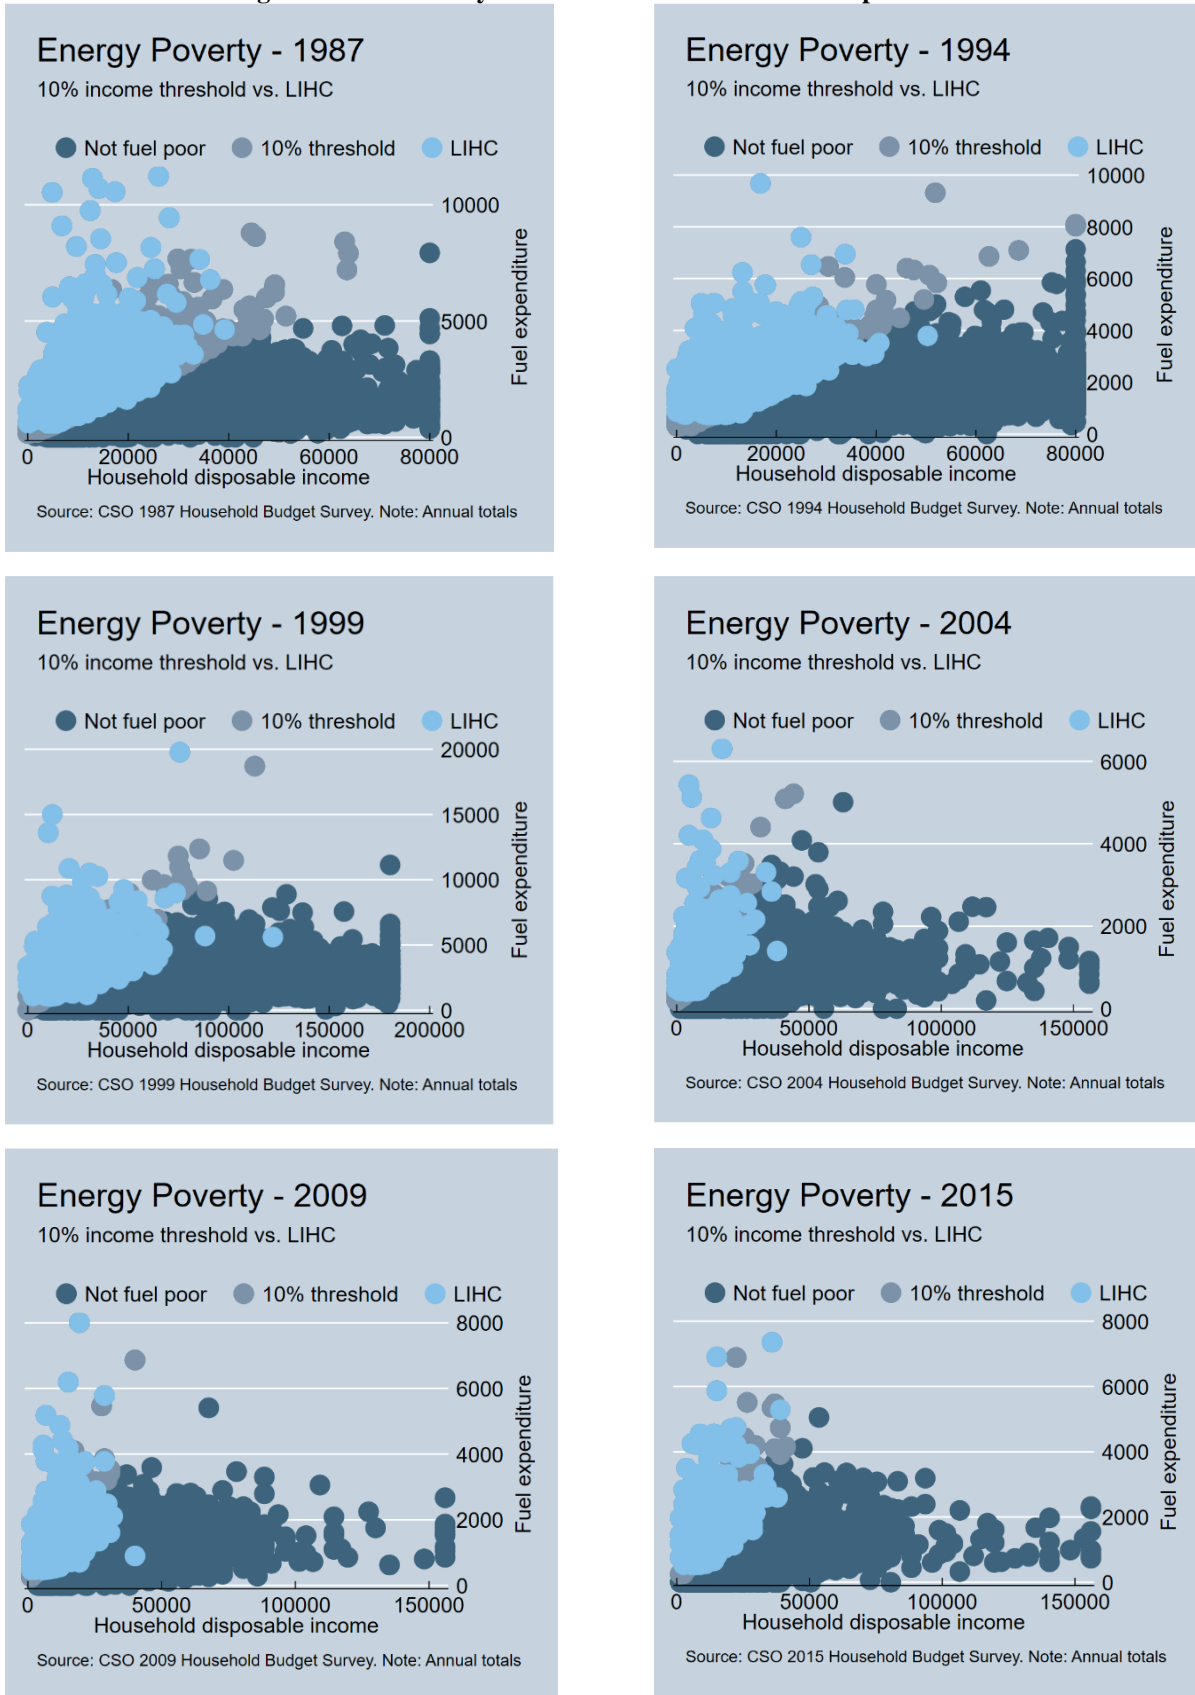 Energy Poverty - 1987
10% income threshold vs. LIHC
Not fuel poor 10% threshold LIHC
10000
5000
0
Fuel expenditure
0 20000 40000 60000 80000
Household disposable income
Source: CSO 1987 Household Budget Survey. Note: Annual totals
Energy Poverty - 1994
10% income threshold vs. LIHC
Not fuel poor 10% threshold LIHC
10000
8000
6000
4000
2000
0
Fuel expenditure
0 20000 40000 60000 80000
Household disposable income
Source: CSO 1994 Household Budget Survey. Note: Annual totals
Energy Poverty - 1999
10% income threshold vs. LIHC
Not fuel poor 10% threshold LIHC
20000
15000
10000
5000
0
Fuel expenditure
0 50000 100000 150000 200000
Household disposable income
Source: CSO 1999 Household Budget Survey. Note: Annual totals
Energy Poverty - 2004
10% income threshold vs. LIHC
Not fuel poor 10% threshold LIHC
6000
4000
2000
0
Fuel expenditure
0 50000 100000 150000
Household disposable income
Source: CSO 2004 Household Budget Survey. Note: Annual totals
Energy Poverty - 2009
10% income threshold vs. LIHC
Not fuel poor 10% threshold LIHC
8000
6000
4000
2000
0
Fuel expenditure
0 50000 100000 150000
Household disposable income
Source: CSO 2009 Household Budget Survey. Note: Annual totals
Energy Poverty - 2015
10% income threshold vs. LIHC
Not fuel poor 10% threshold LIHC
8000
6000
4000
2000
0
Fuel expenditure
0 50000 100000 150000
Household disposable income
Source: CSO 2015 Household Budget Survey. Note: Annual totals